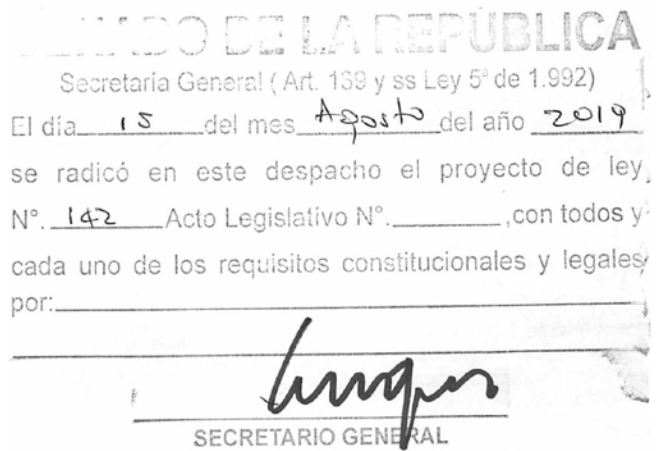 SENADO DE LA REPÚBLICA
Secretaría General ( Art. 139 y ss Ley 5ª de 1.992)
El día 15 del mes Agosto del año 2019
se radicó en este despacho el proyecto de ley
N°. 142 Acto Legislativo N°. ,con todos y
cada uno de los requisitos constitucionales y legales
por:
SECRETARIO GENERAL